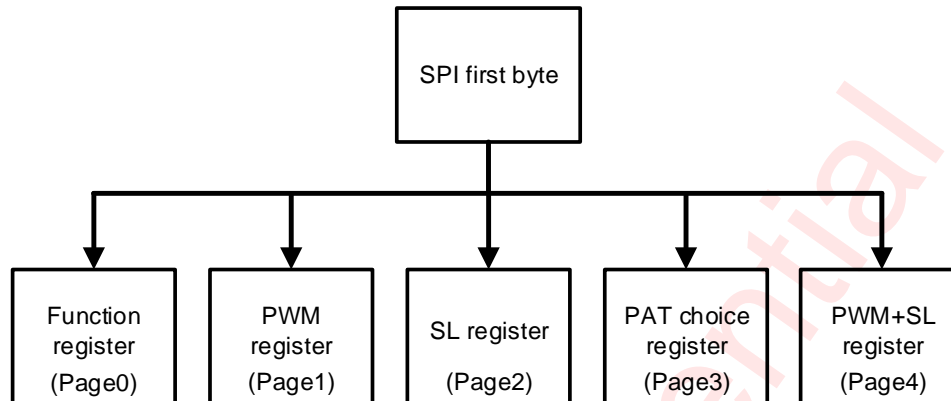 SPI first byte
Function
register
(Page0)
PWM
register
(Page1)
SL register
(Page2)
PAT choice
register
(Page3)
PWM+SL
register
(Page4)
ential